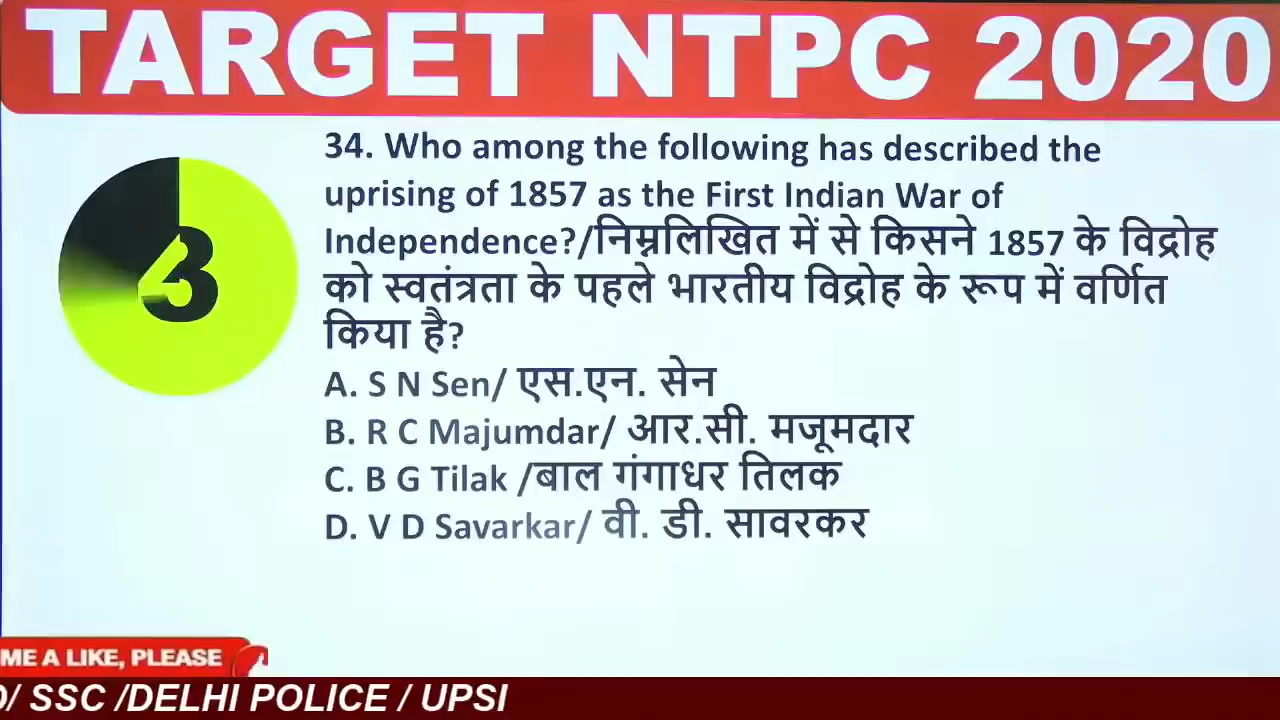 TARGET NTPC 2020
34. Who among the following has described the
uprising of 1857 as the First Indian War of
Independence?/निम्नलिखित में से किसने 1857 के विद्रोह
को स्वतंत्रता के पहले भारतीय विद्रोह के रूप में वर्णित
किया है?
A. S N Sen/ एस.एन. सेन
B. R C Majumdar/ आर.सी. मजूमदार
C. B G Tilak /बाल गंगाधर तिलक
D. V D Savarkar/ वी. डी. सावरकर
ME A LIKE, PLEASE
/ SSC /DELHI POLICE / UPSI